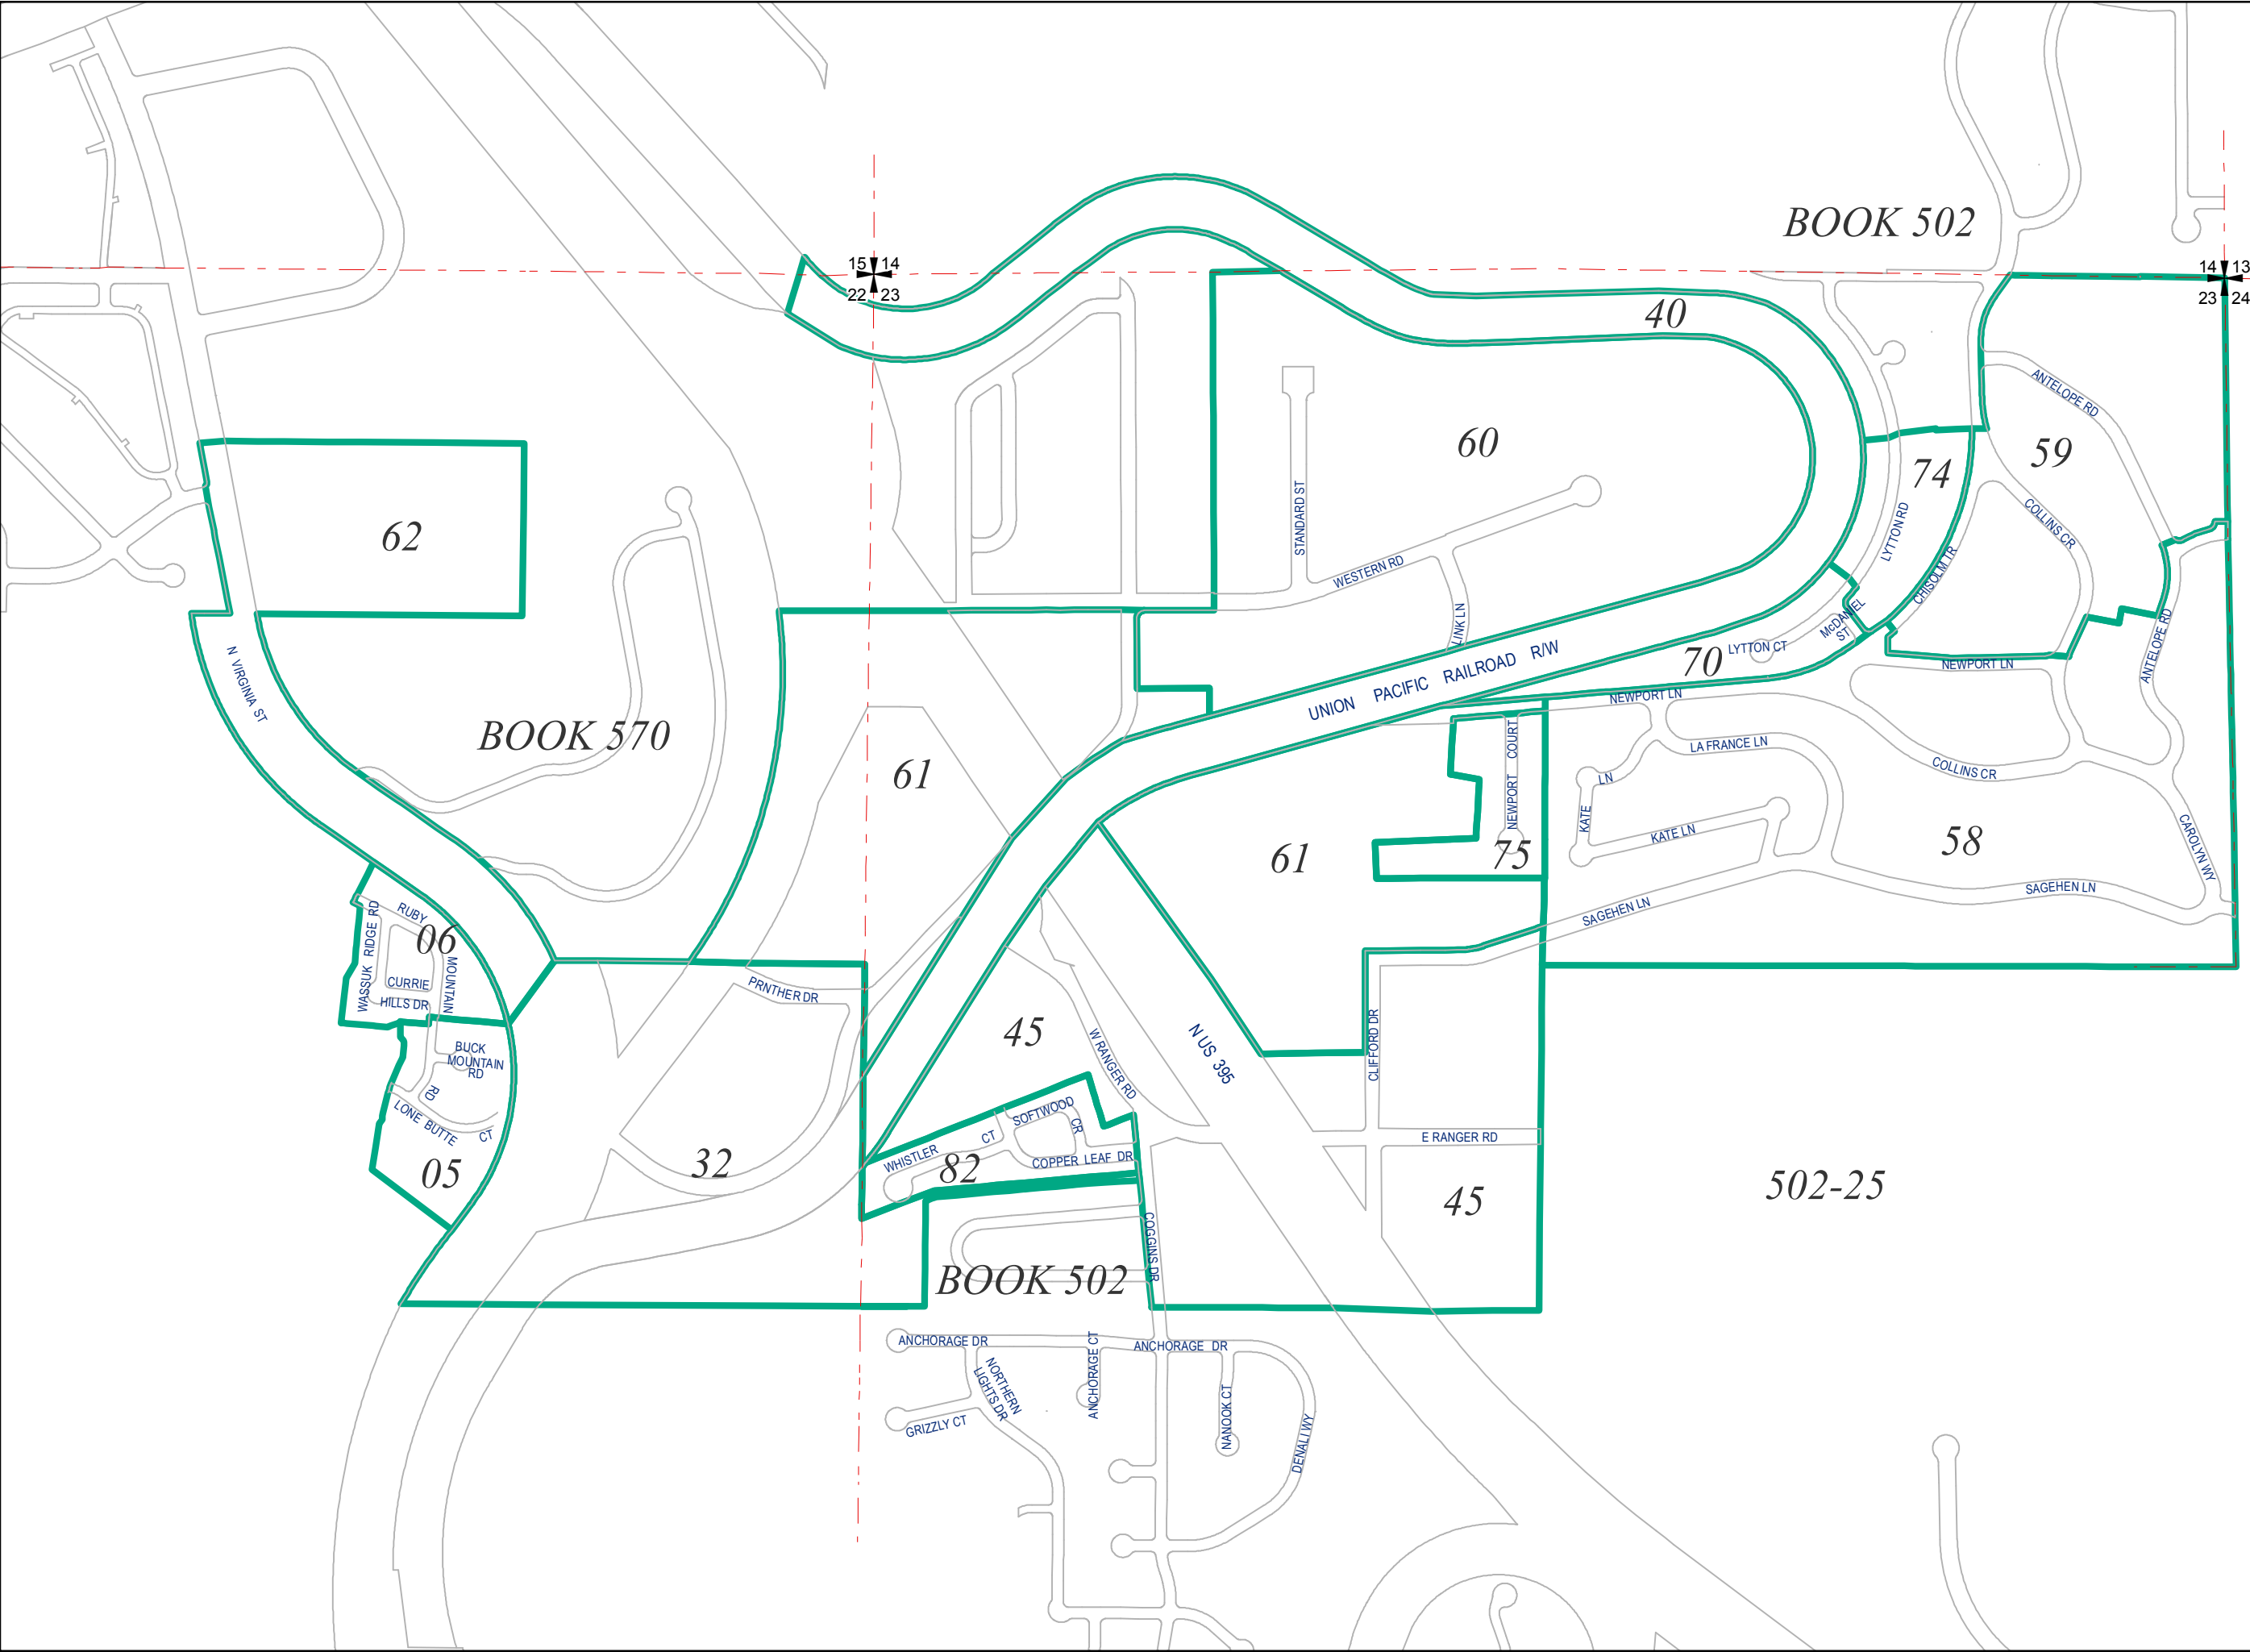 BOOK 502
15 14
22 23
14 13
23 24
40
ANTELOPE RD
60
59
74
62
STANDARD ST
COLLINS CR
LYTTON RD
WESTERN RD
CHISOLM TR
LINK LN
McDANIEL
ST
ANTELOPE RD
LYTTON CT
UNION PACIFIC RAILROAD R/W
70
NEWPORT LN
N VIRGINIA ST
NEWPORT LN
BOOK 570
LA FRANCE LN
61
NEWPORT COURT
COLLINS CR
KATE
LN
KATE LN
61
75
58
CAROLYN WY
SAGEHEN LN
SAGEHEN LN
RUBY
MOUNTAIN
RD
06
WASSUK RIDGE RD
CURRIE
HILLS DR
PRNTHER DR
45
W RANGER RD
N US 395
CLIFFORD DR
BUCK
MOUNTAIN
RD
LONE BUTTE
CT
SOFTWOOD
CR
WHISTLER
CT
COPPER LEAF DR
E RANGER RD
32
82
05
45
502-25
COGGINS DR
BOOK 502
ANCHORAGE DR
ANCHORAGE CT
ANCHORAGE DR
NORTHERN
LIGHTS DR
GRIZZLY CT
NANOOK CT
DENALI WY